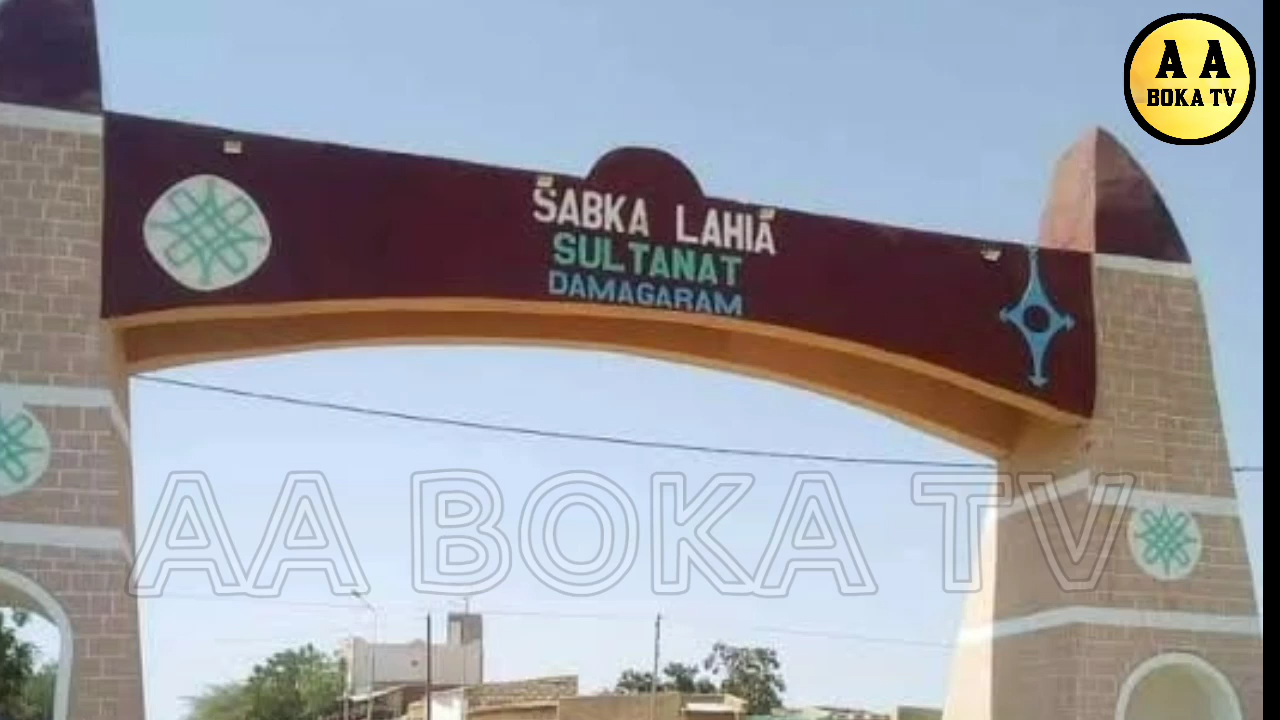 A A
BOKA TV
SABKA LAHIA
SULTANAT
DAMAGARAM
AA BOKA TV